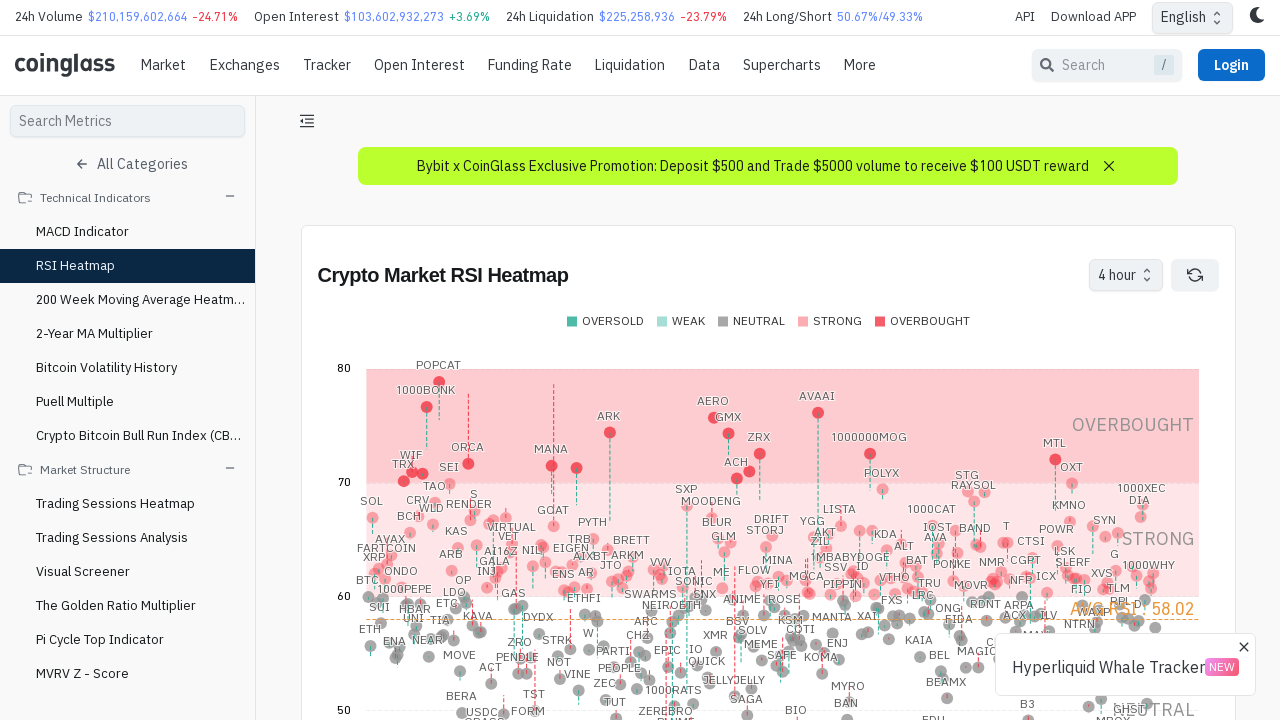 24h Volume $210,159,602,664 -24.71% Open Interest $103,602,932,273 +3.69% 24h Liquidation $225,258,936 -23.79% 24h Long/Short 50.67%/49.33% API Download APP English
coinglass Market Exchanges Tracker Open Interest Funding Rate Liquidation Data Supercharts More Search / Login
Search Metrics
All Categories
Technical Indicators
MACD Indicator
RSI Heatmap
200 Week Moving Average Heatm...
2-Year MA Multiplier
Bitcoin Volatility History
Puell Multiple
Crypto Bitcoin Bull Run Index (CB...
Market Structure
Trading Sessions Heatmap
Trading Sessions Analysis
Visual Screener
The Golden Ratio Multiplier
Pi Cycle Top Indicator
MVRV Z - Score
Bybit x CoinGlass Exclusive Promotion: Deposit $500 and Trade $5000 volume to receive $100 USDT reward
Crypto Market RSI Heatmap
4 hour
OVERSOLD WEAK NEUTRAL STRONG OVERBOUGHT
80
POPCAT
1000BONK AVAAI
AERO
ARK GMX
OVERBOUGHT
ORCA MANA ZRX 1000000MOG MTL
WIF
TRX SEI ACH POLYX STG OXT
70
TAO SXP RAYSOL 1000XEC
SOL CRV S MOODENG DIA
WLD RENDER GOAT LISTA 1000CAT KMNO
BCH PYTH BLUR DRIFT YGG SYN
KAS VIRTUAL STORJ AKT KDA IOST BAND T POWR
AVAX VET TRB BRETT GLM ZIL AVA CTSI STRONG
FARTCOIN AI16Z NIL EIGEN ALT LSK G
XRP ARB GALA AIXBT ARKM VVV MINA 1MBABYDOGE BAT PONKE NMR CGPT SLERF 1000WHY
ONDO INJ ENS AR JTO IOTA ME FLOW SSV ID XVS
BTC OP SONIC YFI MOCA PIPPIN VTHO TRU MOVR NFP ICX
1000PEPE LDO GAS ETHFI SWARMS SNX LRC TLM
60
SUI HBAR ETC NEIROETH ANIME ROSE FXS ONG RDNT ARPA AVG RSI : 58.02
UNI TIA KAVA DYDX ARC BSV KSM MANTA XAI FIDA ACX
ETH ENA NEAR W CHZ XMR SOLV COTI KAIA NTRN
ZRO STRK MEME ENJ
MOVE PENDLE NOT PARTI EPIC IO QUICK SAFE KOMA BEL MAGIC
ACT VINE PEOPLE
BERA TST ZEC 1000RATS JELLYJELLY MYRO BEAMX
USDC FORM TUT ZEREBRO SAGA BIO BAN B3 GHST NEUTRAL
50
Hyperliquid Whale Tracker NEW